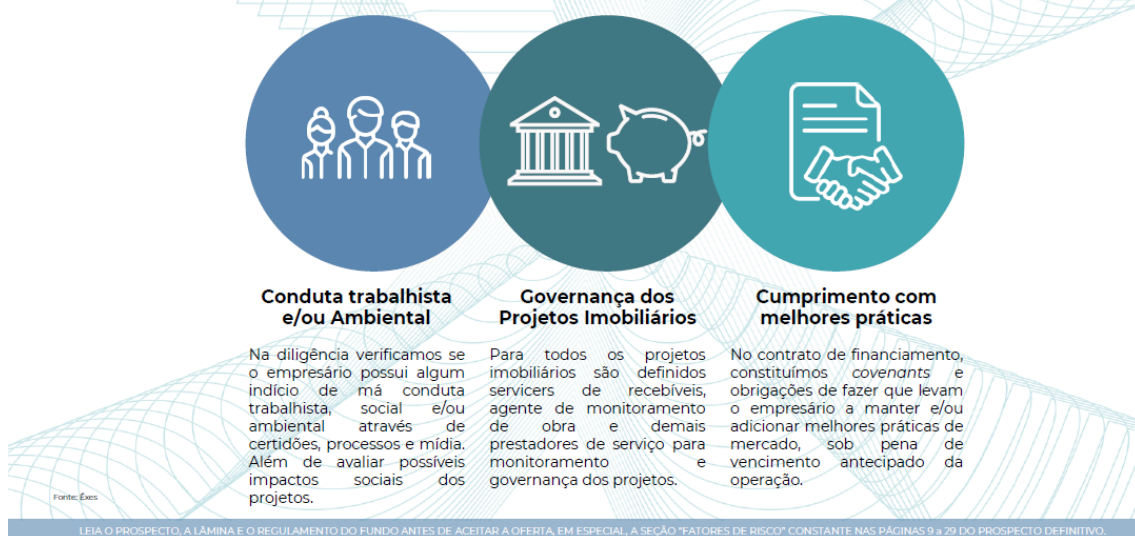 Conduta trabalhista
e/ou Ambiental
Na diligência verificamos se
o empresário possui algum
indício de má conduta
trabalhista, social e/ou
ambiental através de
certidões, processos e mídia.
Além de avaliar possíveis
impactos sociais dos
projetos.
Governança dos
Projetos Imobiliários
Para todos os projetos
imobiliários são definidos
servicers de recebíveis,
agente de monitoramento
de obra e demais
prestadores de serviço para
monitoramento e
governança dos projetos.
Cumprimento com
melhores práticas
No contrato de financiamento,
constituímos covenants e
obrigações de fazer que levam
o empresário a manter e/ou
adicionar melhores práticas de
mercado, sob pena de
vencimento antecipado da
operação.
Fonte: Éxes
LEIA O PROSPECTO, A LÂMINA E O REGULAMENTO DO FUNDO ANTES DE ACEITAR A OFERTA, EM ESPECIAL, A SEÇÃO "FATORES DE RISCO" CONSTANTE NAS PÁGINAS 9 a 29 DO PROSPECTO DEFINITIVO.